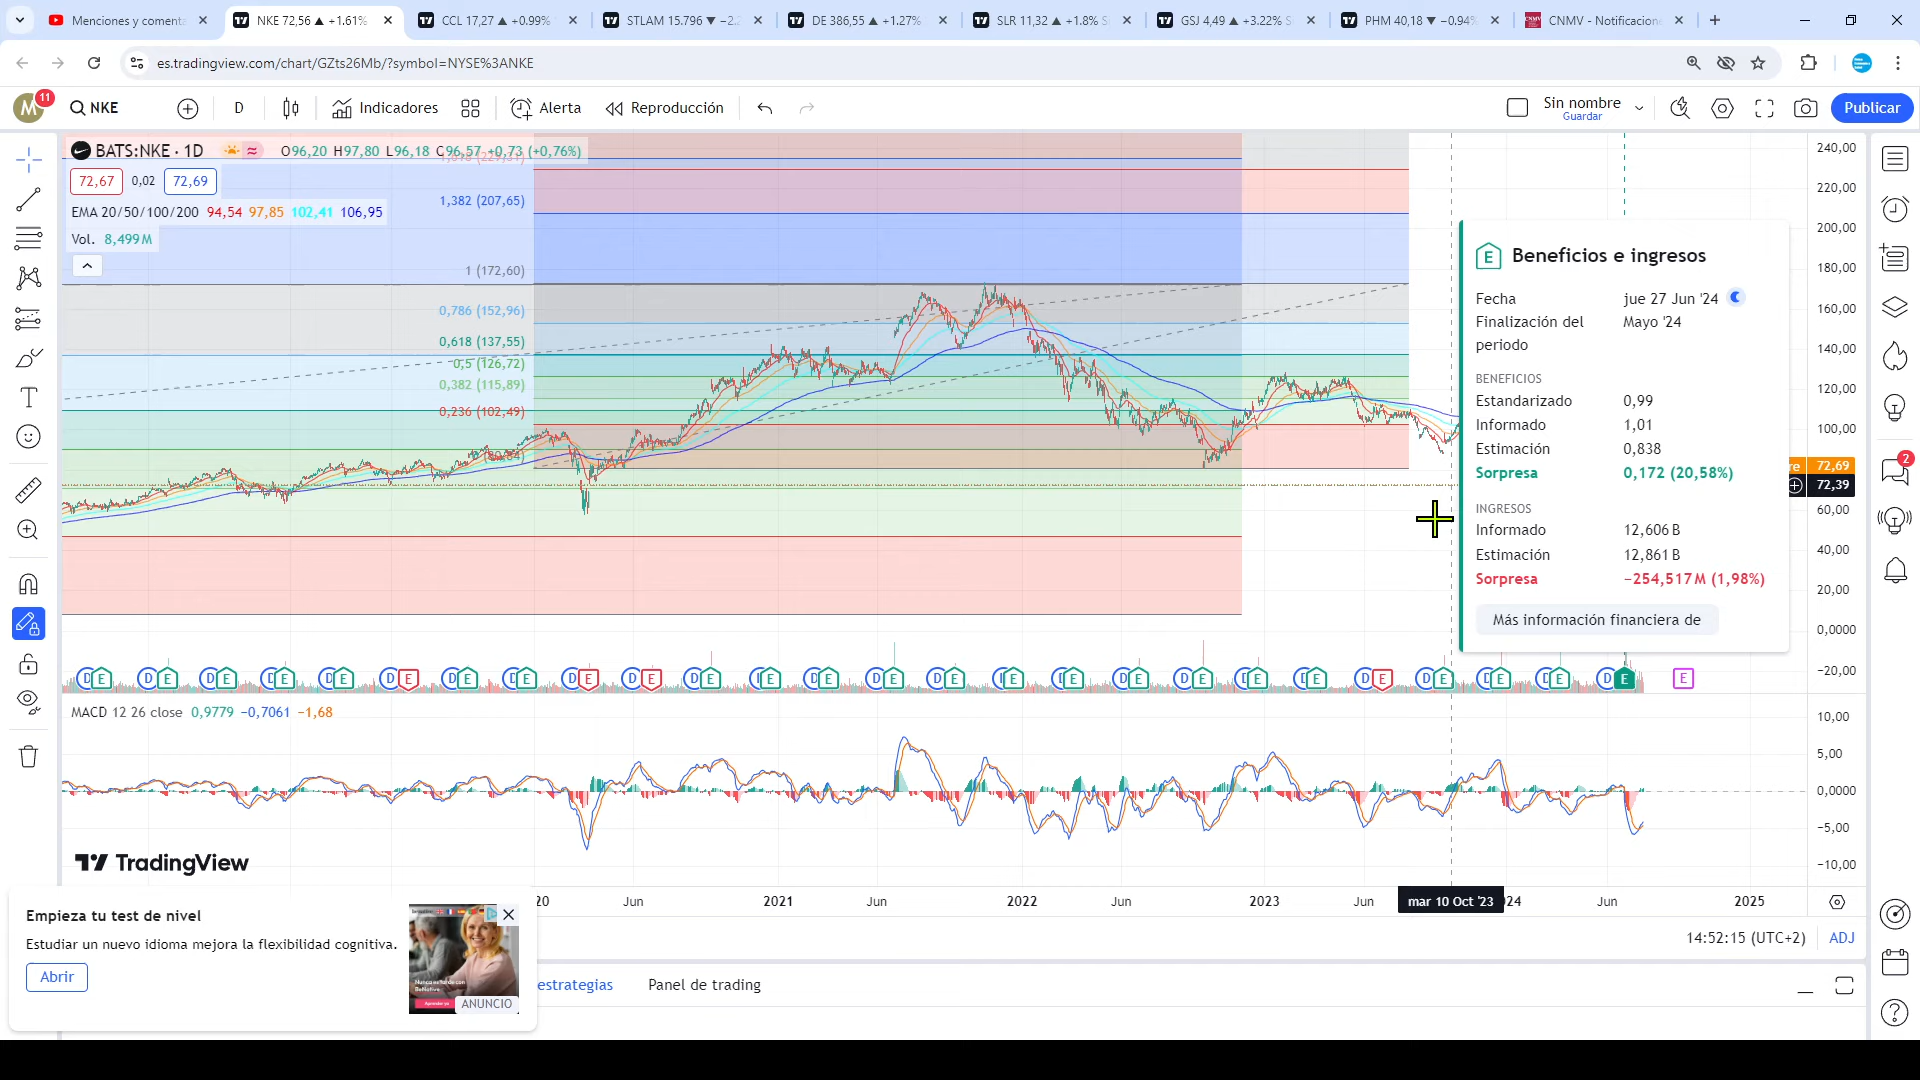 Menciones y comenta
NKE 72,56 ▲ +1.61%
CCL 17,27 ▲ +0.99%
STLAM 15.796 ▼ −2.
DE 386,55 ▲ +1.27%
SLR 11,32 ▲ +1.8% S
GSJ 4,49 ▲ +3.22% S
PHM 40,18 ▼ −0.94%
CNMV - Notificacione
es.tradingview.com/chart/GZts26Mb/?symbol=NYSE%3ANKE
M
11
NKE
D
Indicadores
Alerta
Reproducción
Sin nombre
Guardar
Publicar
BATS:NKE · 1D
O96,20 H97,80 L96,18 C96,57 +0,73 (+0,76%)
72,67
0,02
72,69
EMA 20/50/100/200 94,54 97,85 102,41 106,95
Vol. 8,499 M
1,382 (207,65)
1 (172,60)
0,786 (152,96)
0,618 (137,55)
0,5 (126,72)
0,382 (115,89)
0,236 (102,49)
240,00
220,00
200,00
180,00
160,00
140,00
120,00
100,00
72,69
72,39
60,00
40,00
20,00
0,0000
−20,00
Beneficios e ingresos
Fecha jue 27 Jun '24
Finalización del Mayo '24
periodo
BENEFICIOS
Estandarizado 0,99
Informado 1,01
Estimación 0,838
Sorpresa 0,172 (20,58%)
INGRESOS
Informado 12,606 B
Estimación 12,861 B
Sorpresa −254,517 M (1,98%)
Más información financiera de
2
D E D E D E D E D E D E D E D E D E D E D E D E D E D E D E D E D E D E D E D E D E D E D E D E D E D E D E E
MACD 12 26 close 0,9779 −0,7061 −1,68
10,00
5,00
0,0000
−5,00
−10,00
TradingView
20 Jun 2021 Jun 2022 Jun 2023 Jun mar 10 Oct '23 24 Jun 2025
14:52:15 (UTC+2) ADJ
Empieza tu test de nivel
Estudiar un nuevo idioma mejora la flexibilidad cognitiva.
Abrir
ANUNCIO
estrategias
Panel de trading